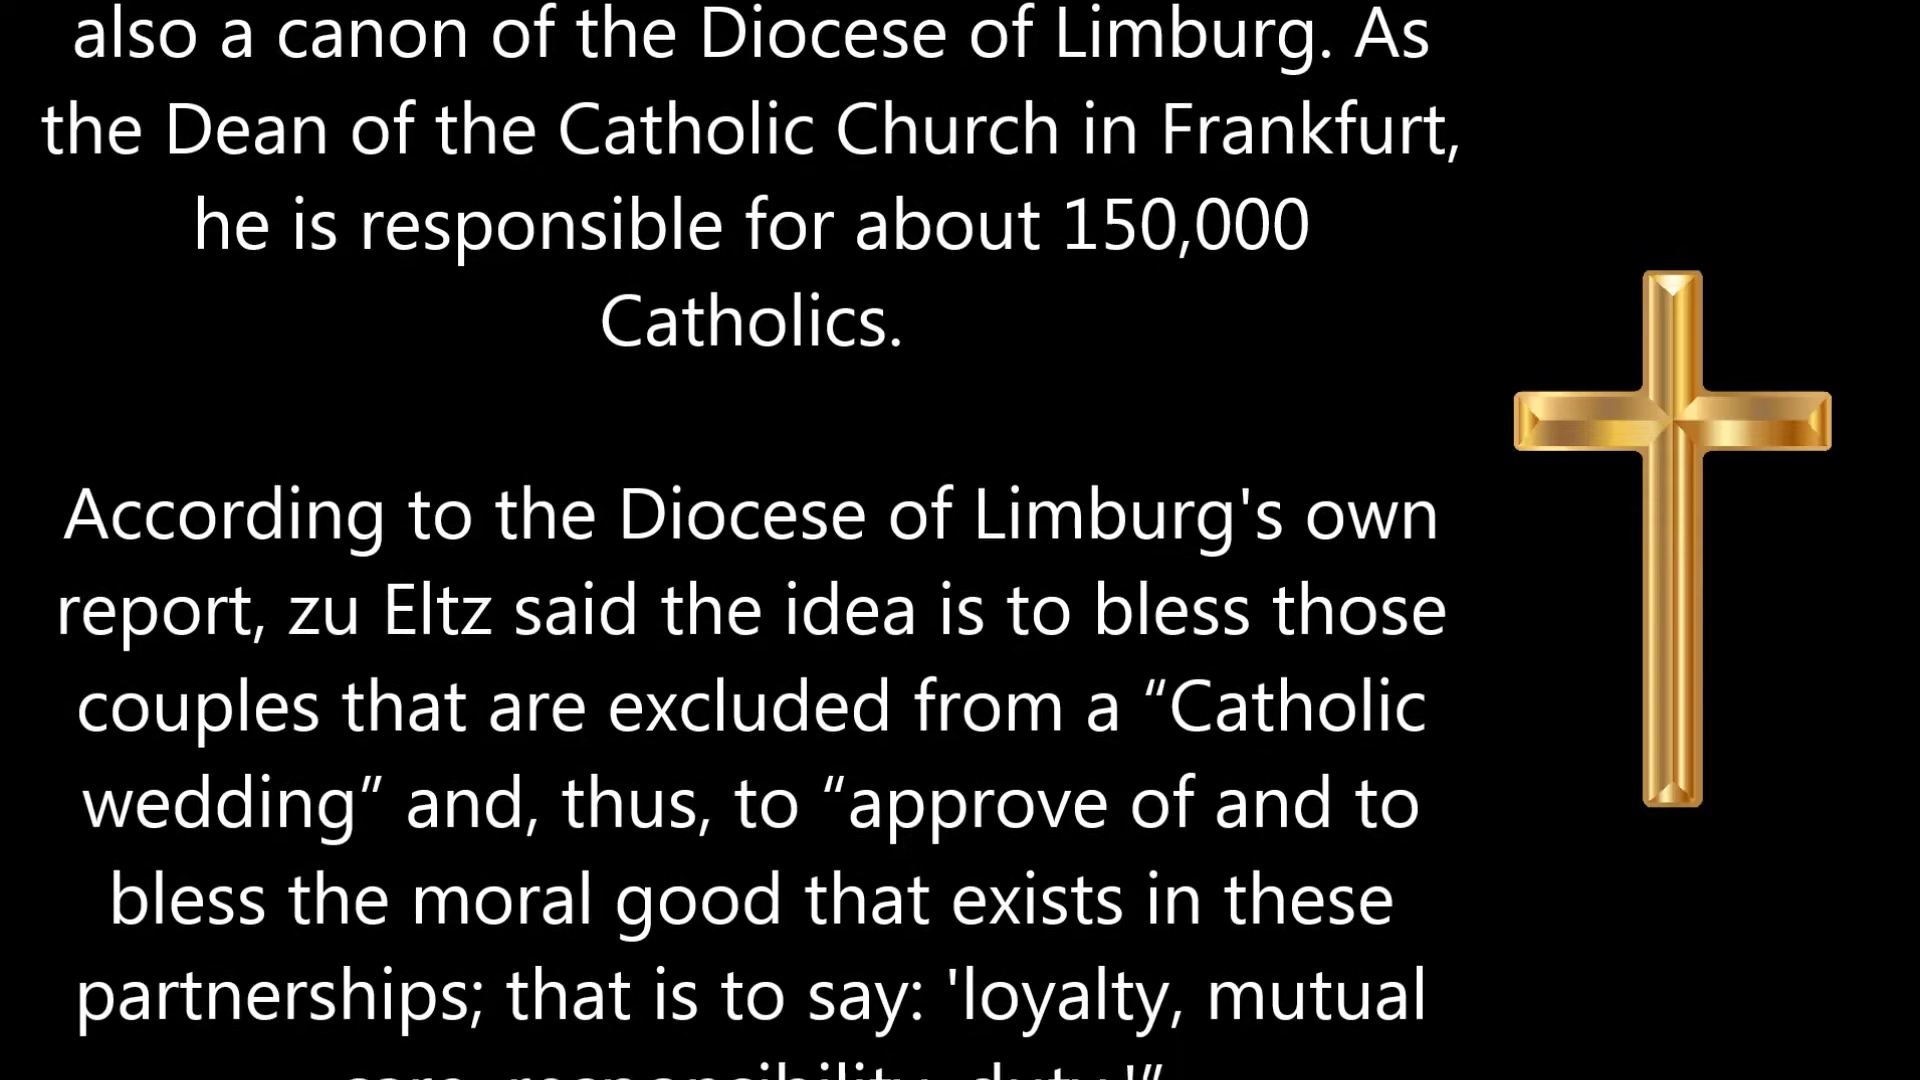 also a canon of the Diocese of Limburg. As
the Dean of the Catholic Church in Frankfurt,
he is responsible for about 150,000
Catholics.
According to the Diocese of Limburg's own
report, zu Eltz said the idea is to bless those
couples that are excluded from a “Catholic
wedding” and, thus, to “approve of and to
bless the moral good that exists in these
partnerships; that is to say: 'loyalty, mutual
care, responsibility, duty.'”